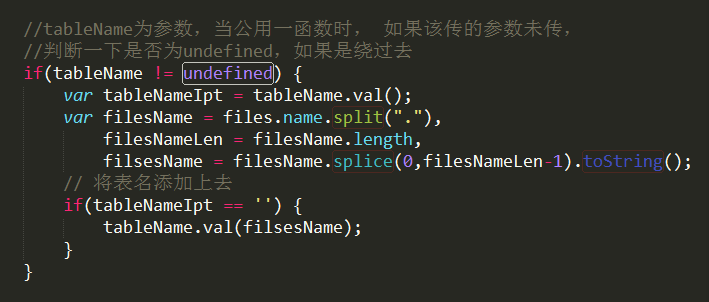 //tableName为参数，当公用一函数时， 如果该传的参数未传，
//判断一下是否为undefined，如果是绕过去
if(tableName != undefined) {
    var tableNameIpt = tableName.val();
    var filesName = files.name.split("."),
        filesNameLen = filesName.length,
        filsesName = filesName.splice(0,filesNameLen-1).toString();
    // 将表名添加上去
    if(tableNameIpt == '') {
        tableName.val(filsesName);
    }
}